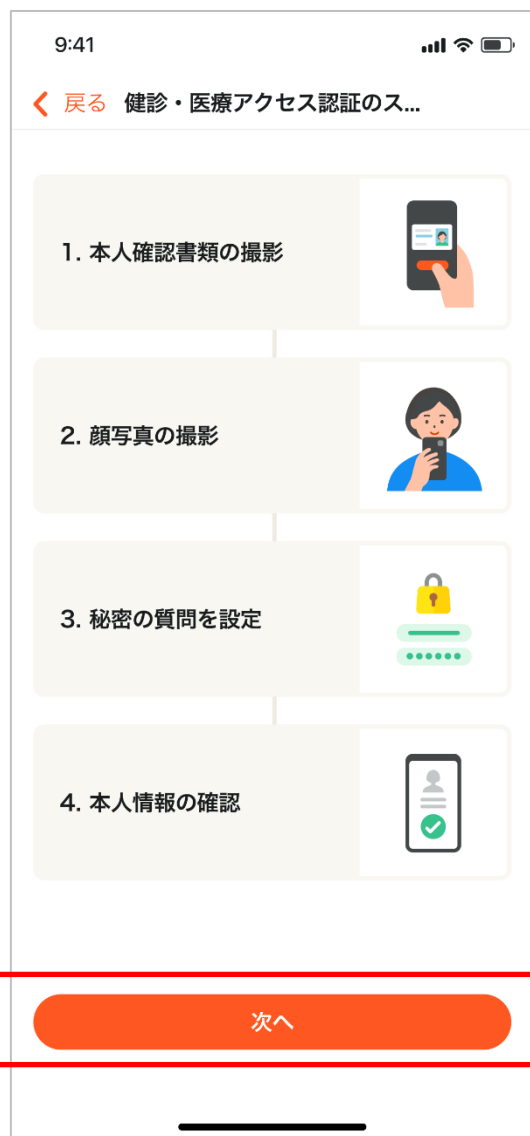 9:41
戻る 健診・医療アクセス認証のス...
1. 本人確認書類の撮影
2. 顔写真の撮影
3. 秘密の質問を設定
4. 本人情報の確認
次へ